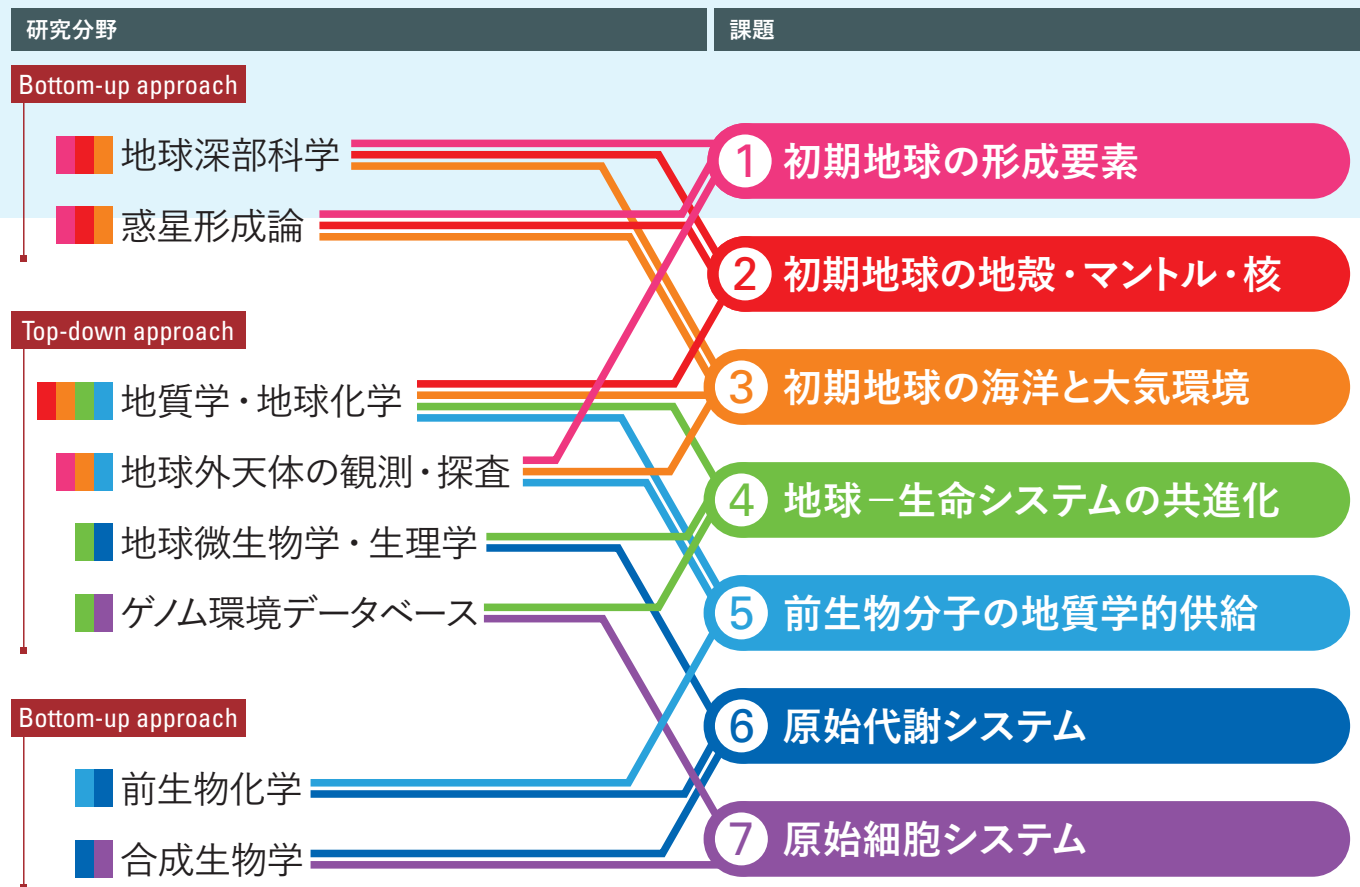 研究分野
課題
Bottom-up approach
地球深部科学
惑星形成論
Top-down approach
地質学・地球化学
地球外天体の観測・探査
地球微生物学・生理学
ゲノム環境データベース
Bottom-up approach
前生物化学
合成生物学
1 初期地球の形成要素
2 初期地球の地殻・マントル・核
3 初期地球の海洋と大気環境
4 地球－生命システムの共進化
5 前生物分子の地質学的供給
6 原始代謝システム
7 原始細胞システム